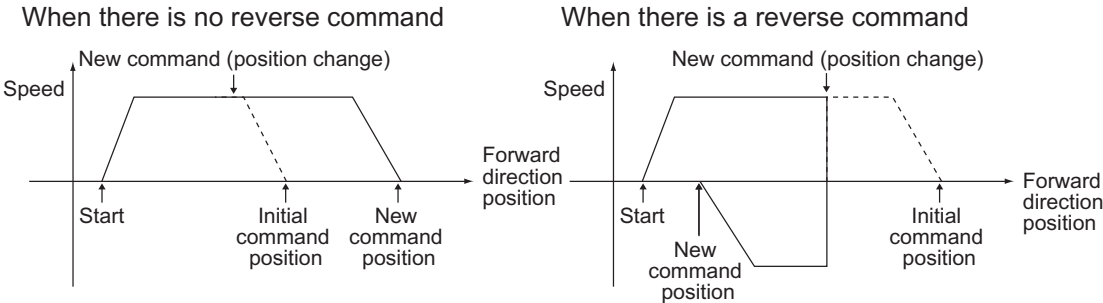 When there is no reverse command
New command (position change)
Speed
Forward
direction
position
Start
Initial
command
position
New
command
position
When there is a reverse command
New command (position change)
Speed
Forward
direction
position
Start
New
command
position
Initial
command
position